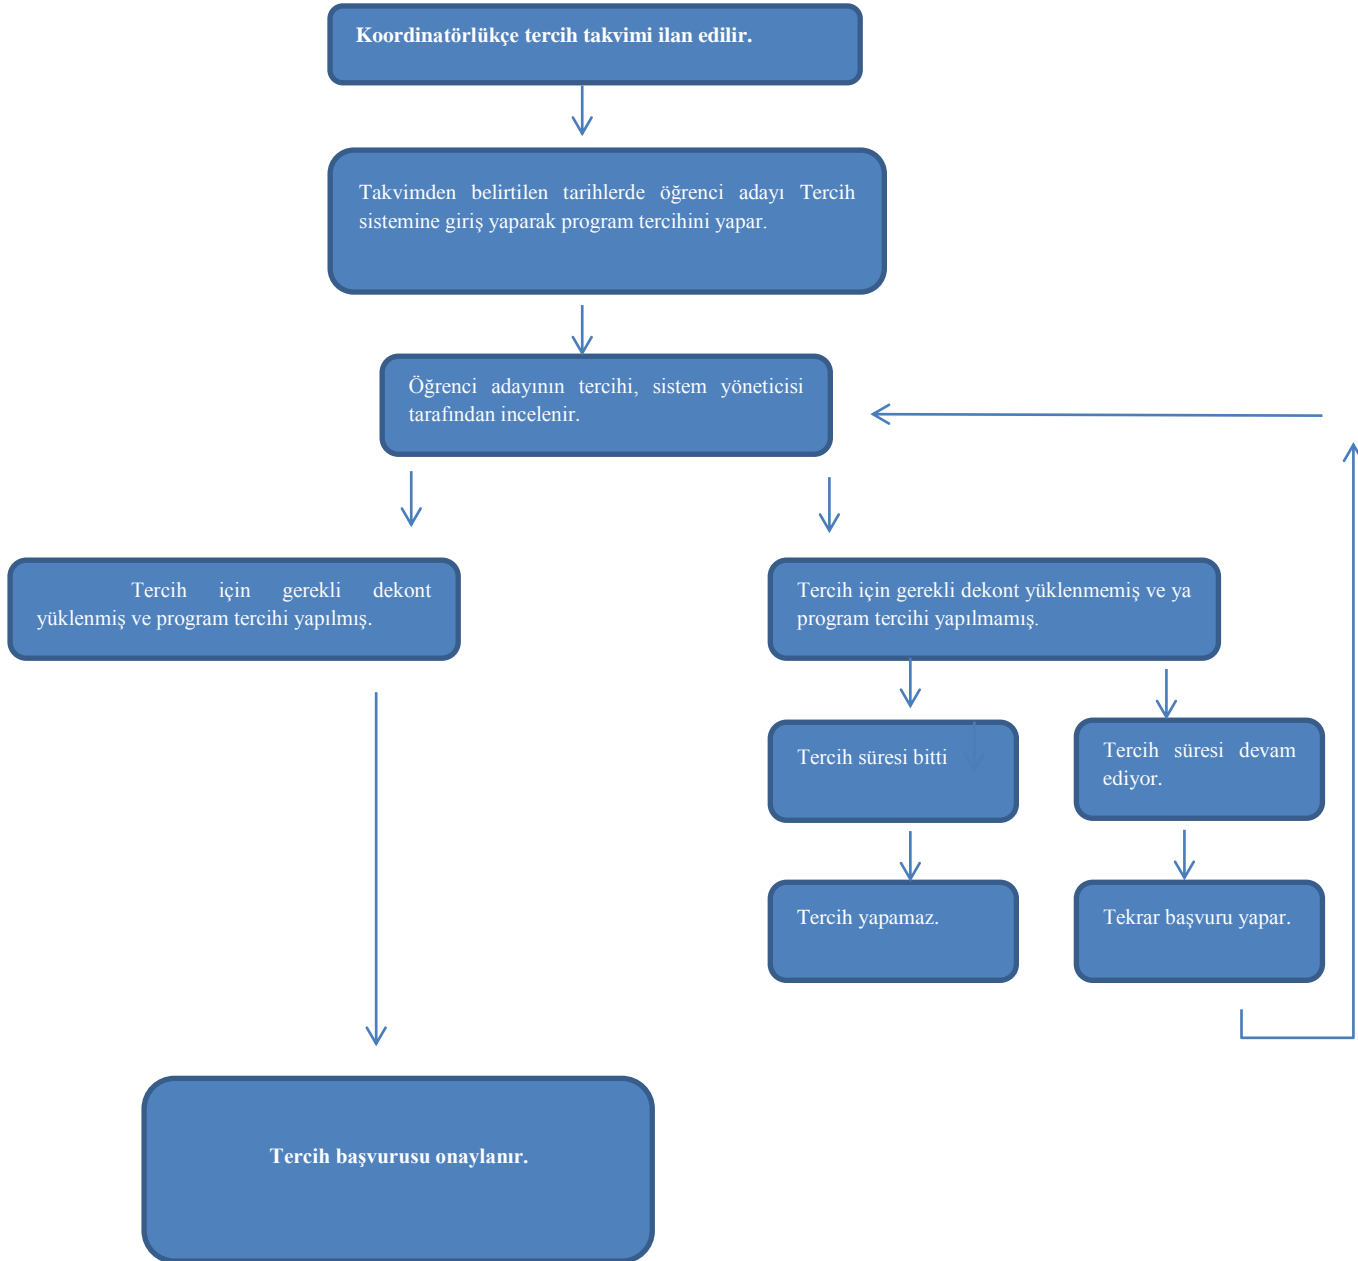 Koordinatörlükçe tercih takvimi ilan edilir.
Takvimden belirtilen tarihlerde öğrenci adayı Tercih
sistemine giriş yaparak program tercihini yapar.
Öğrenci adayının tercihi, sistem yöneticisi
tarafından incelenir.
Tercih için gerekli dekont
yüklenmiş ve program tercihi yapılmış.
Tercih için gerekli dekont yüklenmemiş ve ya
program tercihi yapılmamış.
Tercih süresi bitti
Tercih süresi devam
ediyor.
Tercih yapamaz.
Tekrar başvuru yapar.
Tercih başvurusu onaylanır.